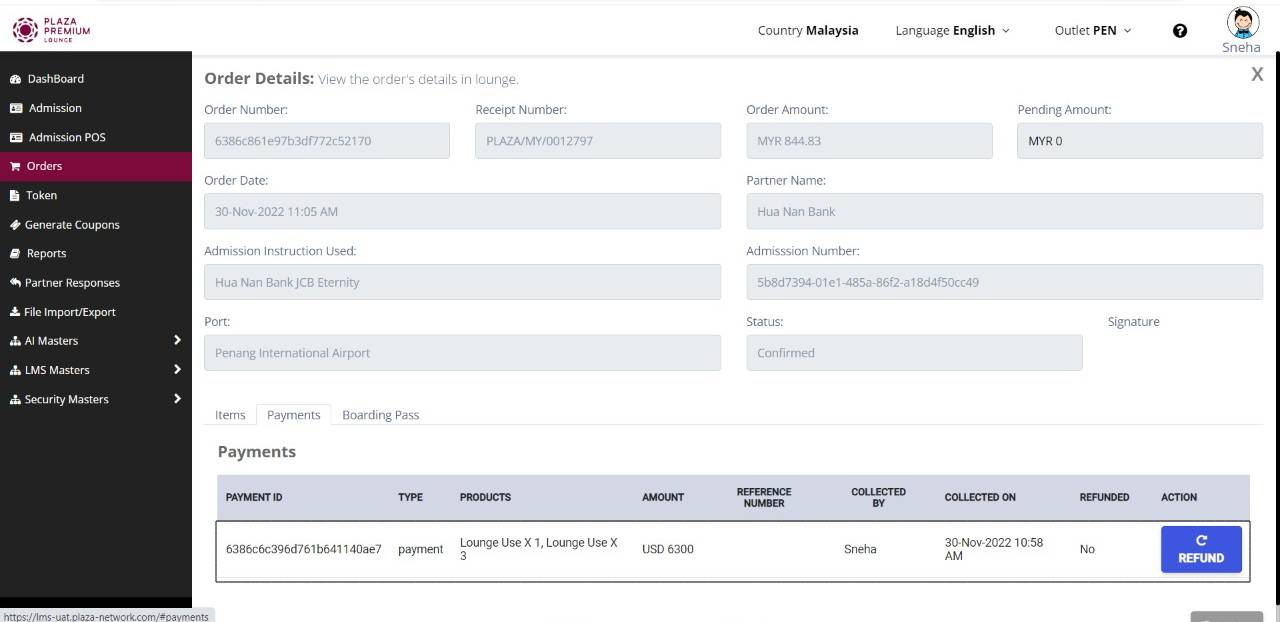 PLAZA
PREMIUM
LOUNCE
Country Malaysia
Language English
Outlet PEN
Sneha
DashBoard
Admission
Admission POS
Orders
Token
Generate Coupons
Reports
Partner Responses
File Import/Export
AI Masters
LMS Masters
Security Masters
Order Details: View the order's details in lounge.
X
Order Number:
Receipt Number:
Order Amount:
Pending Amount:
6386c861e97b3df772c52170
PLAZA/MY/0012797
MYR 844.83
MYR 0
Order Date:
Partner Name:
30-Nov-2022 11:05 AM
Hua Nan Bank
Admission Instruction Used:
Admisssion Number:
Hua Nan Bank JCB Eternity
5b8d7394-01e1-485a-86f2-a18d4f50cc49
Port:
Status:
Signature
Penang International Airport
Confirmed
Items
Payments
Boarding Pass
Payments
PAYMENT ID
TYPE
PRODUCTS
AMOUNT
REFERENCE
NUMBER
COLLECTED
BY
COLLECTED ON
REFUNDED
ACTION
6386c6c396d761b641140ae7
payment
Lounge Use X 1, Lounge Use X
3
USD 6300
Sneha
30-Nov-2022 10:58
AM
No
REFUND
https://lms-uat.plaza-network.com/#payments